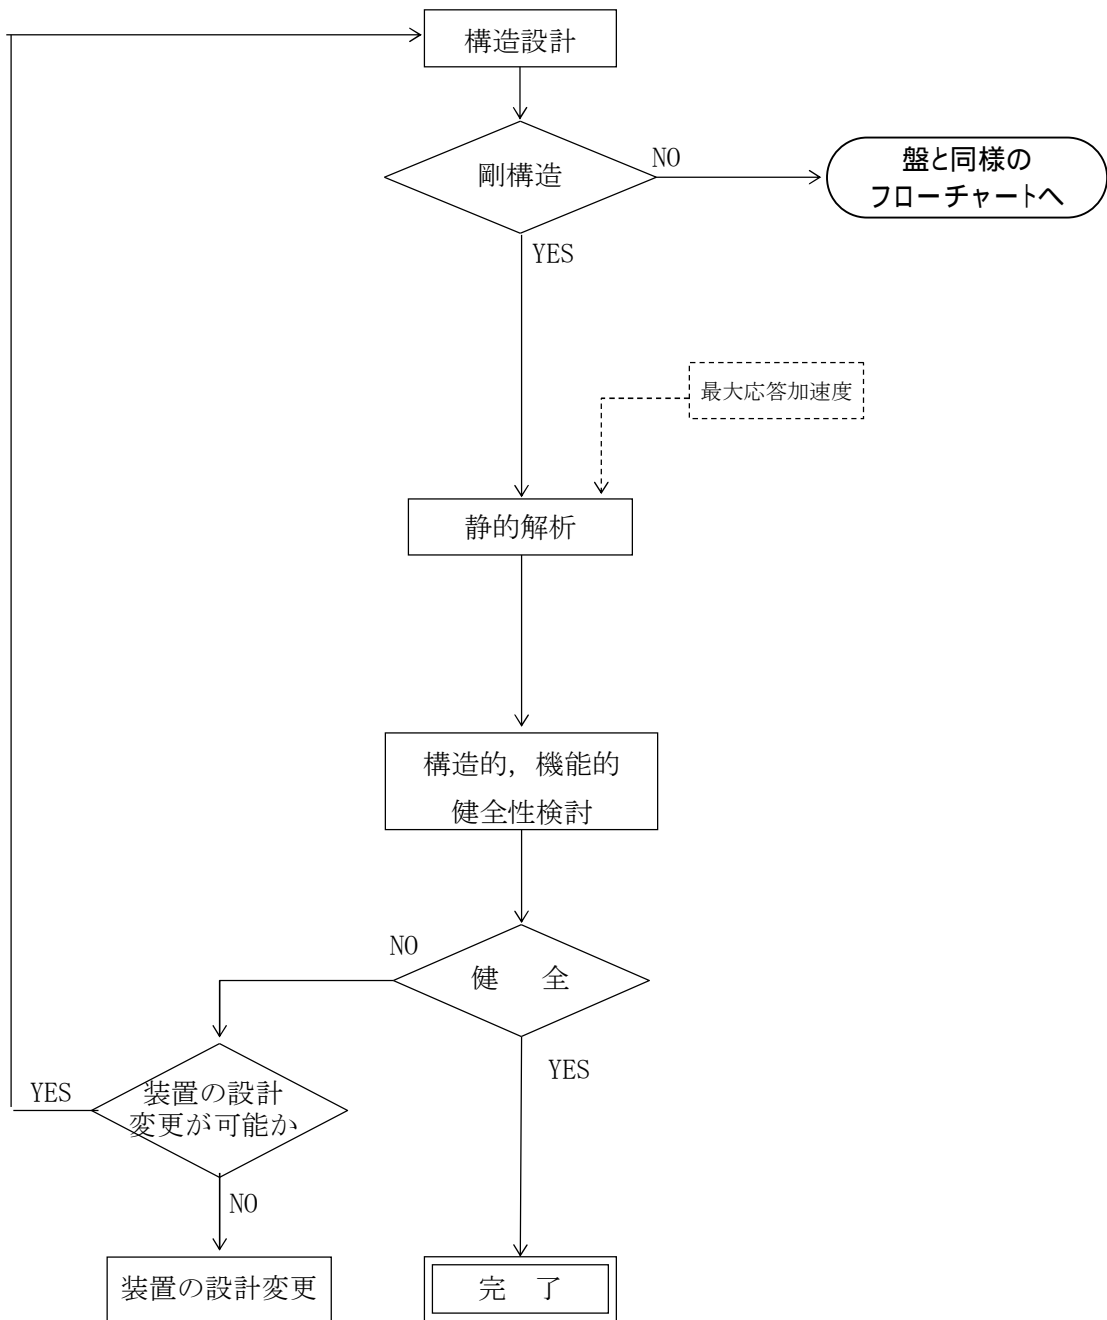 構造設計
剛構造
NO
盤と同様の
フローチャートへ
YES
最大応答加速度
静的解析
構造的，機能的
健全性検討
NO
健　全
YES
YES
装置の設計
変更が可能か
NO
装置の設計変更
完　了